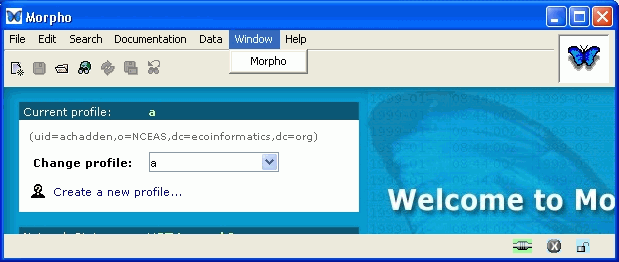 Morpho
File Edit Search Documentation Data Window Help
Morpho
Current profile: a
(uid=achadden,o=NCEAS,dc=ecoinformatics,dc=org)
Change profile: a
Create a new profile...
Welcome to Mo